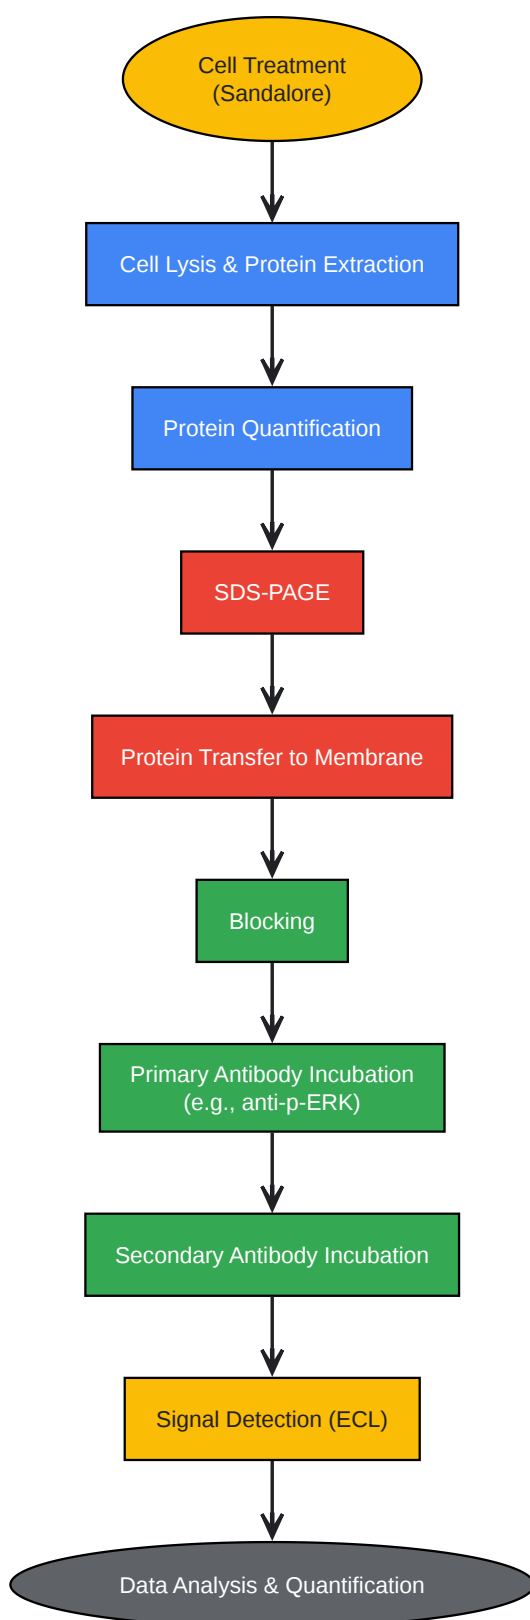 Cell Treatment
(Sandalore)
Cell Lysis & Protein Extraction
Protein Quantification
SDS-PAGE
Protein Transfer to Membrane
Blocking
Primary Antibody Incubation
(e.g., anti-p-ERK)
Secondary Antibody Incubation
Signal Detection (ECL)
Data Analysis & Quantification